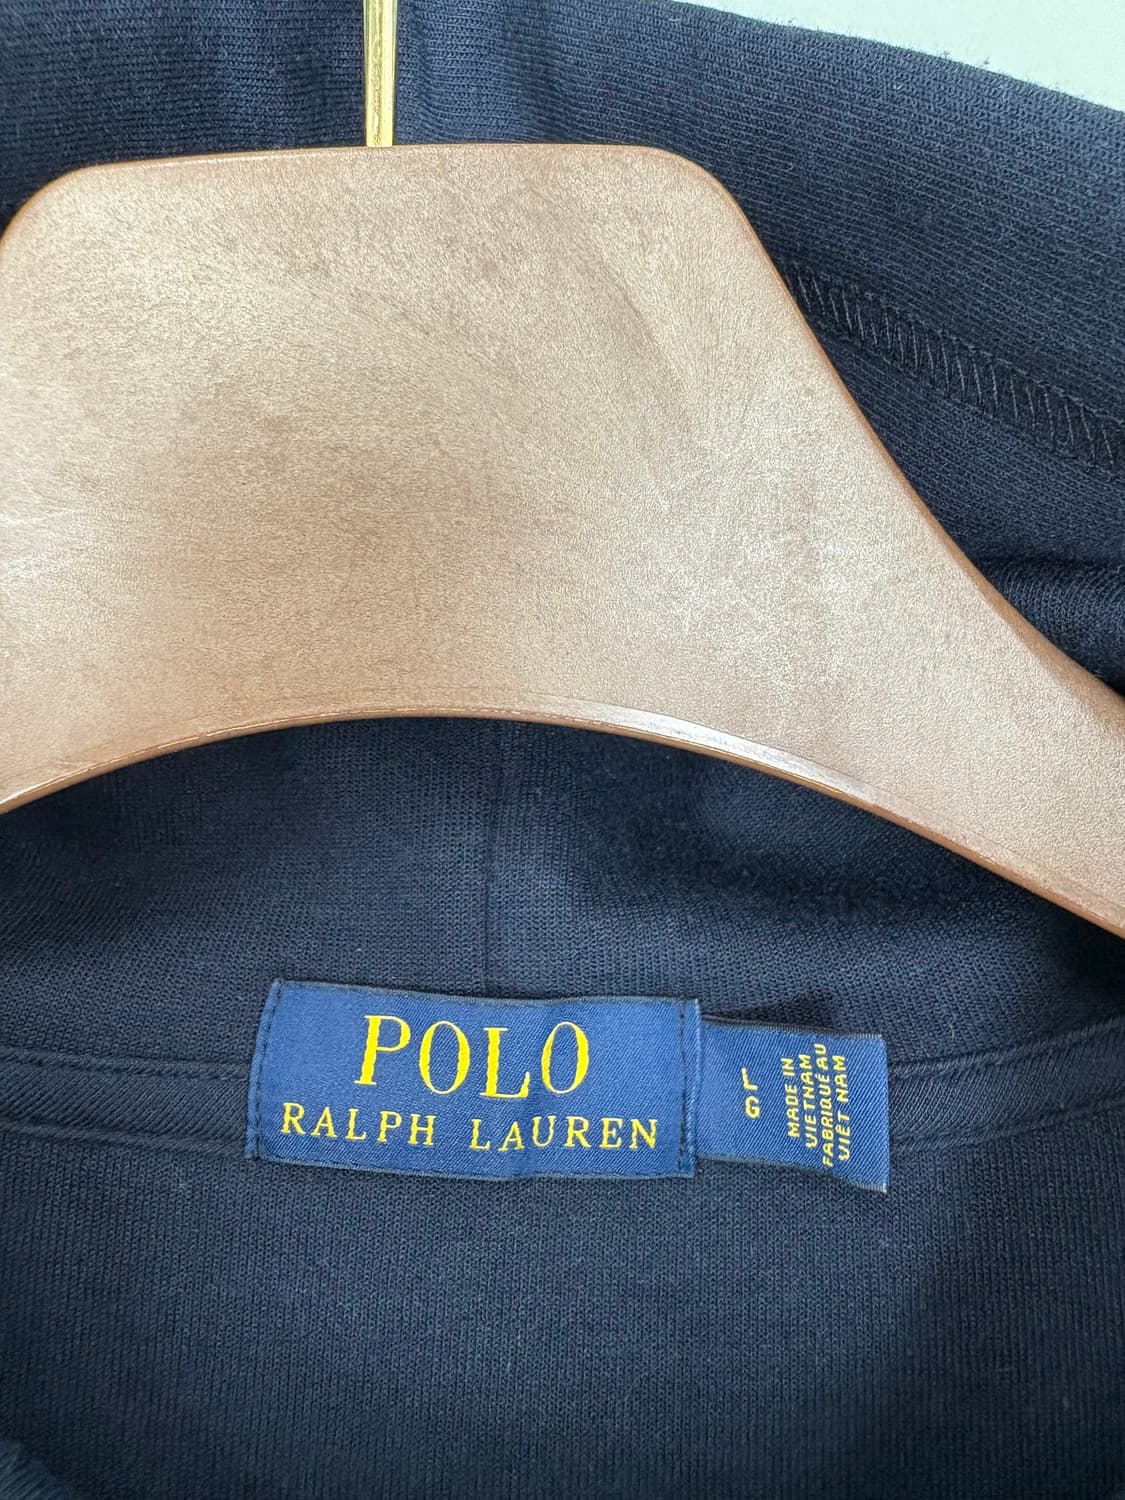 POLO
RALPH LAUREN
L
G
MADE IN
VIETNAM
FABRIQUÉ AU
VIÊT NAM